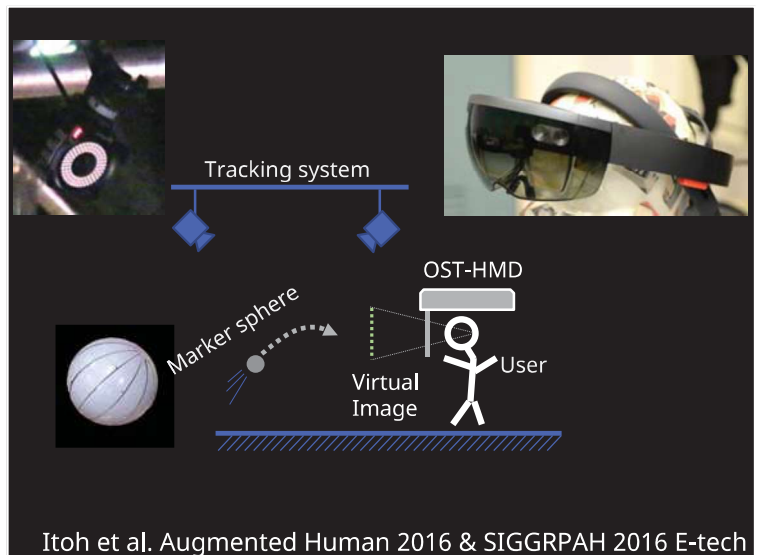 Tracking system
OST-HMD
Marker sphere
User
Virtual
Image
Itoh et al. Augmented Human 2016 & SIGGRPAH 2016 E-tech